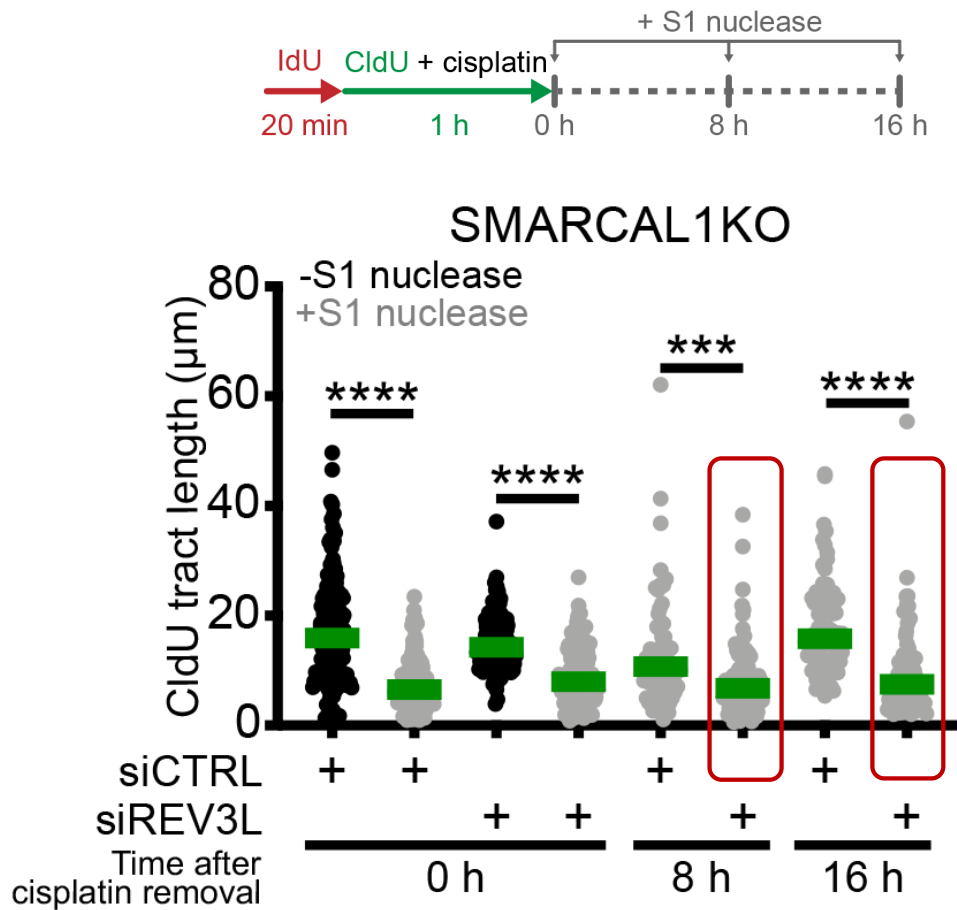 + S1 nuclease
IdU CldU + cisplatin
20 min 1 h 0 h 8 h 16 h
SMARCAL1KO
-S1 nuclease
+S1 nuclease
CldU tract length (µm)
80
60
40
20
0
**** **** *** ****
siCTRL + + + +
siREV3L + + + +
Time after
cisplatin removal
0 h 8 h 16 h